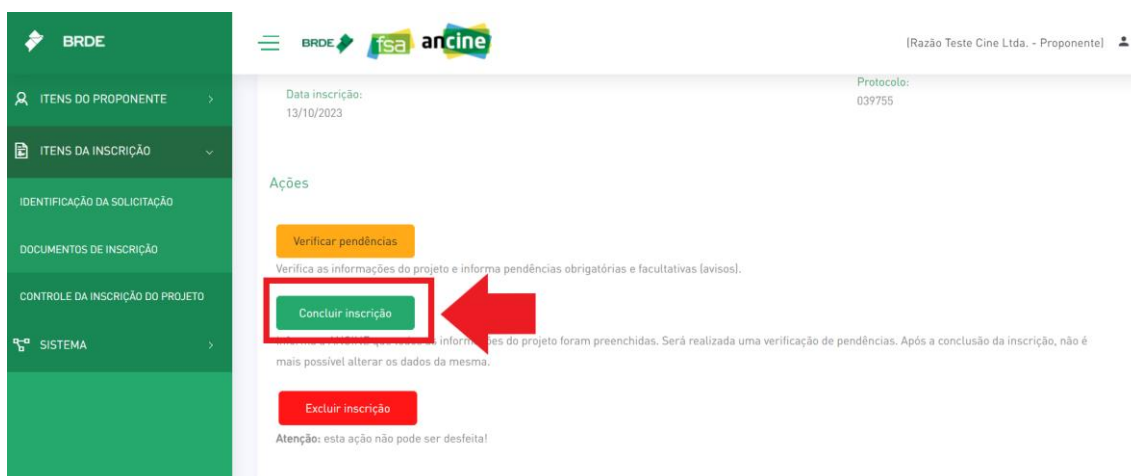 BRDE
BRDE fsa ancine
(Razão Teste Cine Ltda. - Proponente)
ITENS DO PROPONENTE
ITENS DA INSCRIÇÃO
IDENTIFICAÇÃO DA SOLICITAÇÃO
DOCUMENTOS DE INSCRIÇÃO
CONTROLE DA INSCRIÇÃO DO PROJETO
SISTEMA
Data inscrição:
13/10/2023
Protocolo:
039755
Ações
Verificar pendências
Verifica as informações do projeto e informa pendências obrigatórias e facultativas (avisos).
Concluir inscrição
do projeto foram preenchidas. Será realizada uma verificação de pendências. Após a conclusão da inscrição, não é
mais possível alterar os dados da mesma.
Excluir inscrição
Atenção: esta ação não pode ser desfeita!